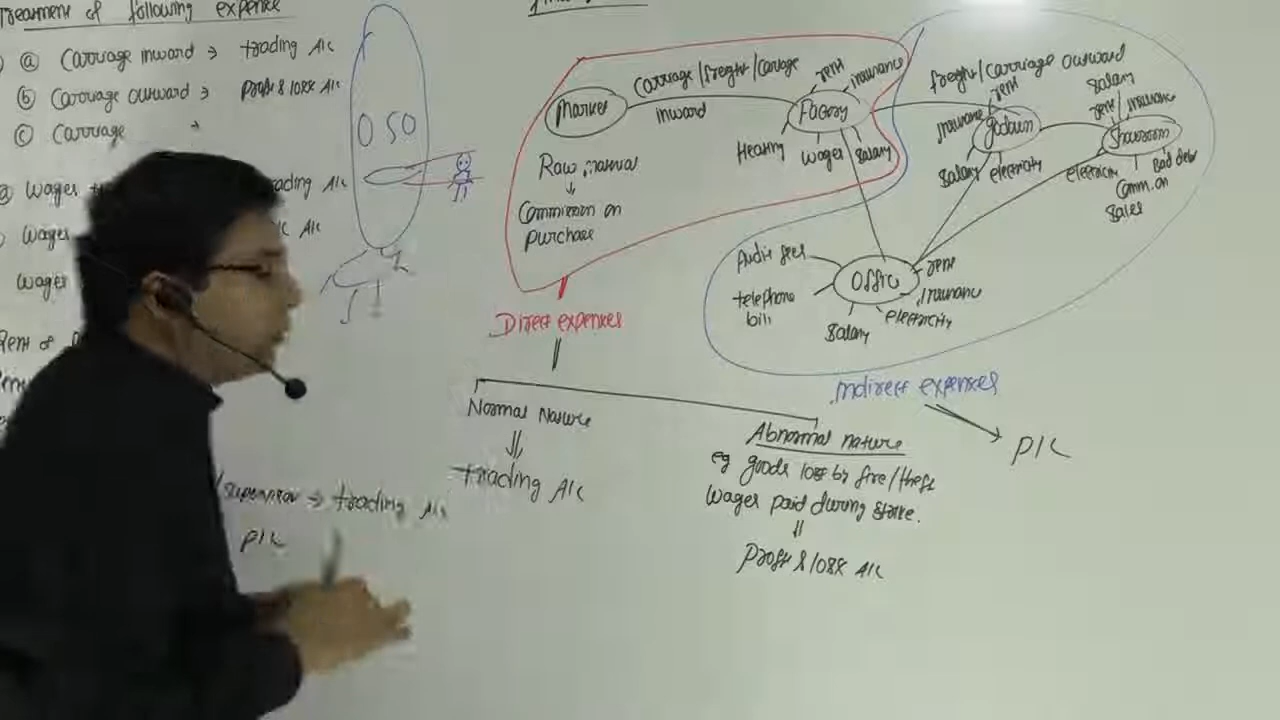 Treatment of following expense
ⓐ Carriage inward → trading A/c
ⓑ Carriage outward → Profit & loss A/c
ⓒ Carriage →
ⓐ Wages
trading A/c
Wages
A/c
Wages
Rent of
supervisor → trading A/c
P/L
050
Market
Carriage/freight/cartage
inward
Factory
rent
insurance
Heating
wages
Salary
Raw material
↓
Commission on
purchase
freight/carriage outward
godown
rent
insurance
Salary
electricity
Showroom
Salary
rent/insurance
electricity
Bad debt
Comm. on
Sales
Office
Audit fees
telephone
bill
Salary
electricity
insurance
rent
Direct expenses
Indirect expenses
P/L
Normal Nature
⇓
trading A/c
Abnormal nature
eg goods loss by fire/theft
Wages paid during strike.
Profit & loss A/c